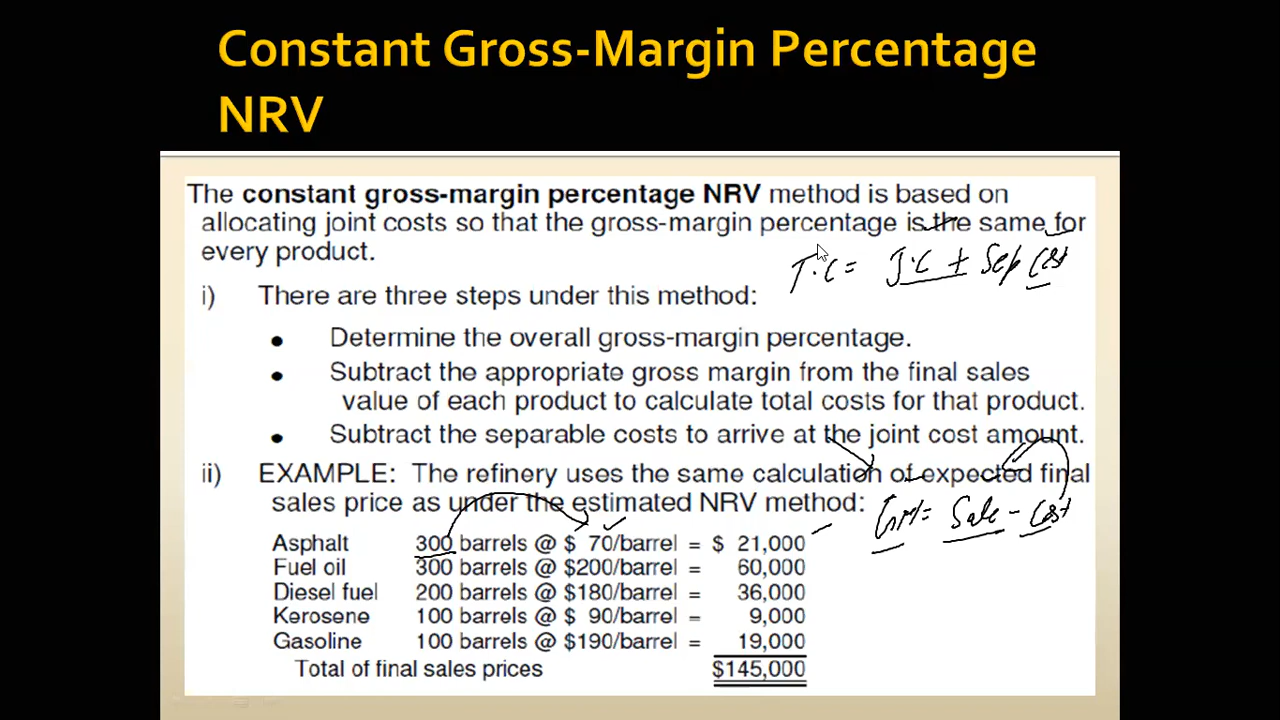 Constant Gross-Margin Percentage
NRV
The constant gross-margin percentage NRV method is based on
allocating joint costs so that the gross-margin percentage is the same for
every product.
T.C = J.C + Sep Cost
i) There are three steps under this method:
• Determine the overall gross-margin percentage.
• Subtract the appropriate gross margin from the final sales
value of each product to calculate total costs for that product.
• Subtract the separable costs to arrive at the joint cost amount.
ii) EXAMPLE: The refinery uses the same calculation of expected final
sales price as under the estimated NRV method:
GM = Sale - Cost
Asphalt 300 barrels @ $ 70/barrel = $ 21,000
Fuel oil 300 barrels @ $200/barrel = 60,000
Diesel fuel 200 barrels @ $180/barrel = 36,000
Kerosene 100 barrels @ $ 90/barrel = 9,000
Gasoline 100 barrels @ $190/barrel = 19,000
Total of final sales prices $145,000